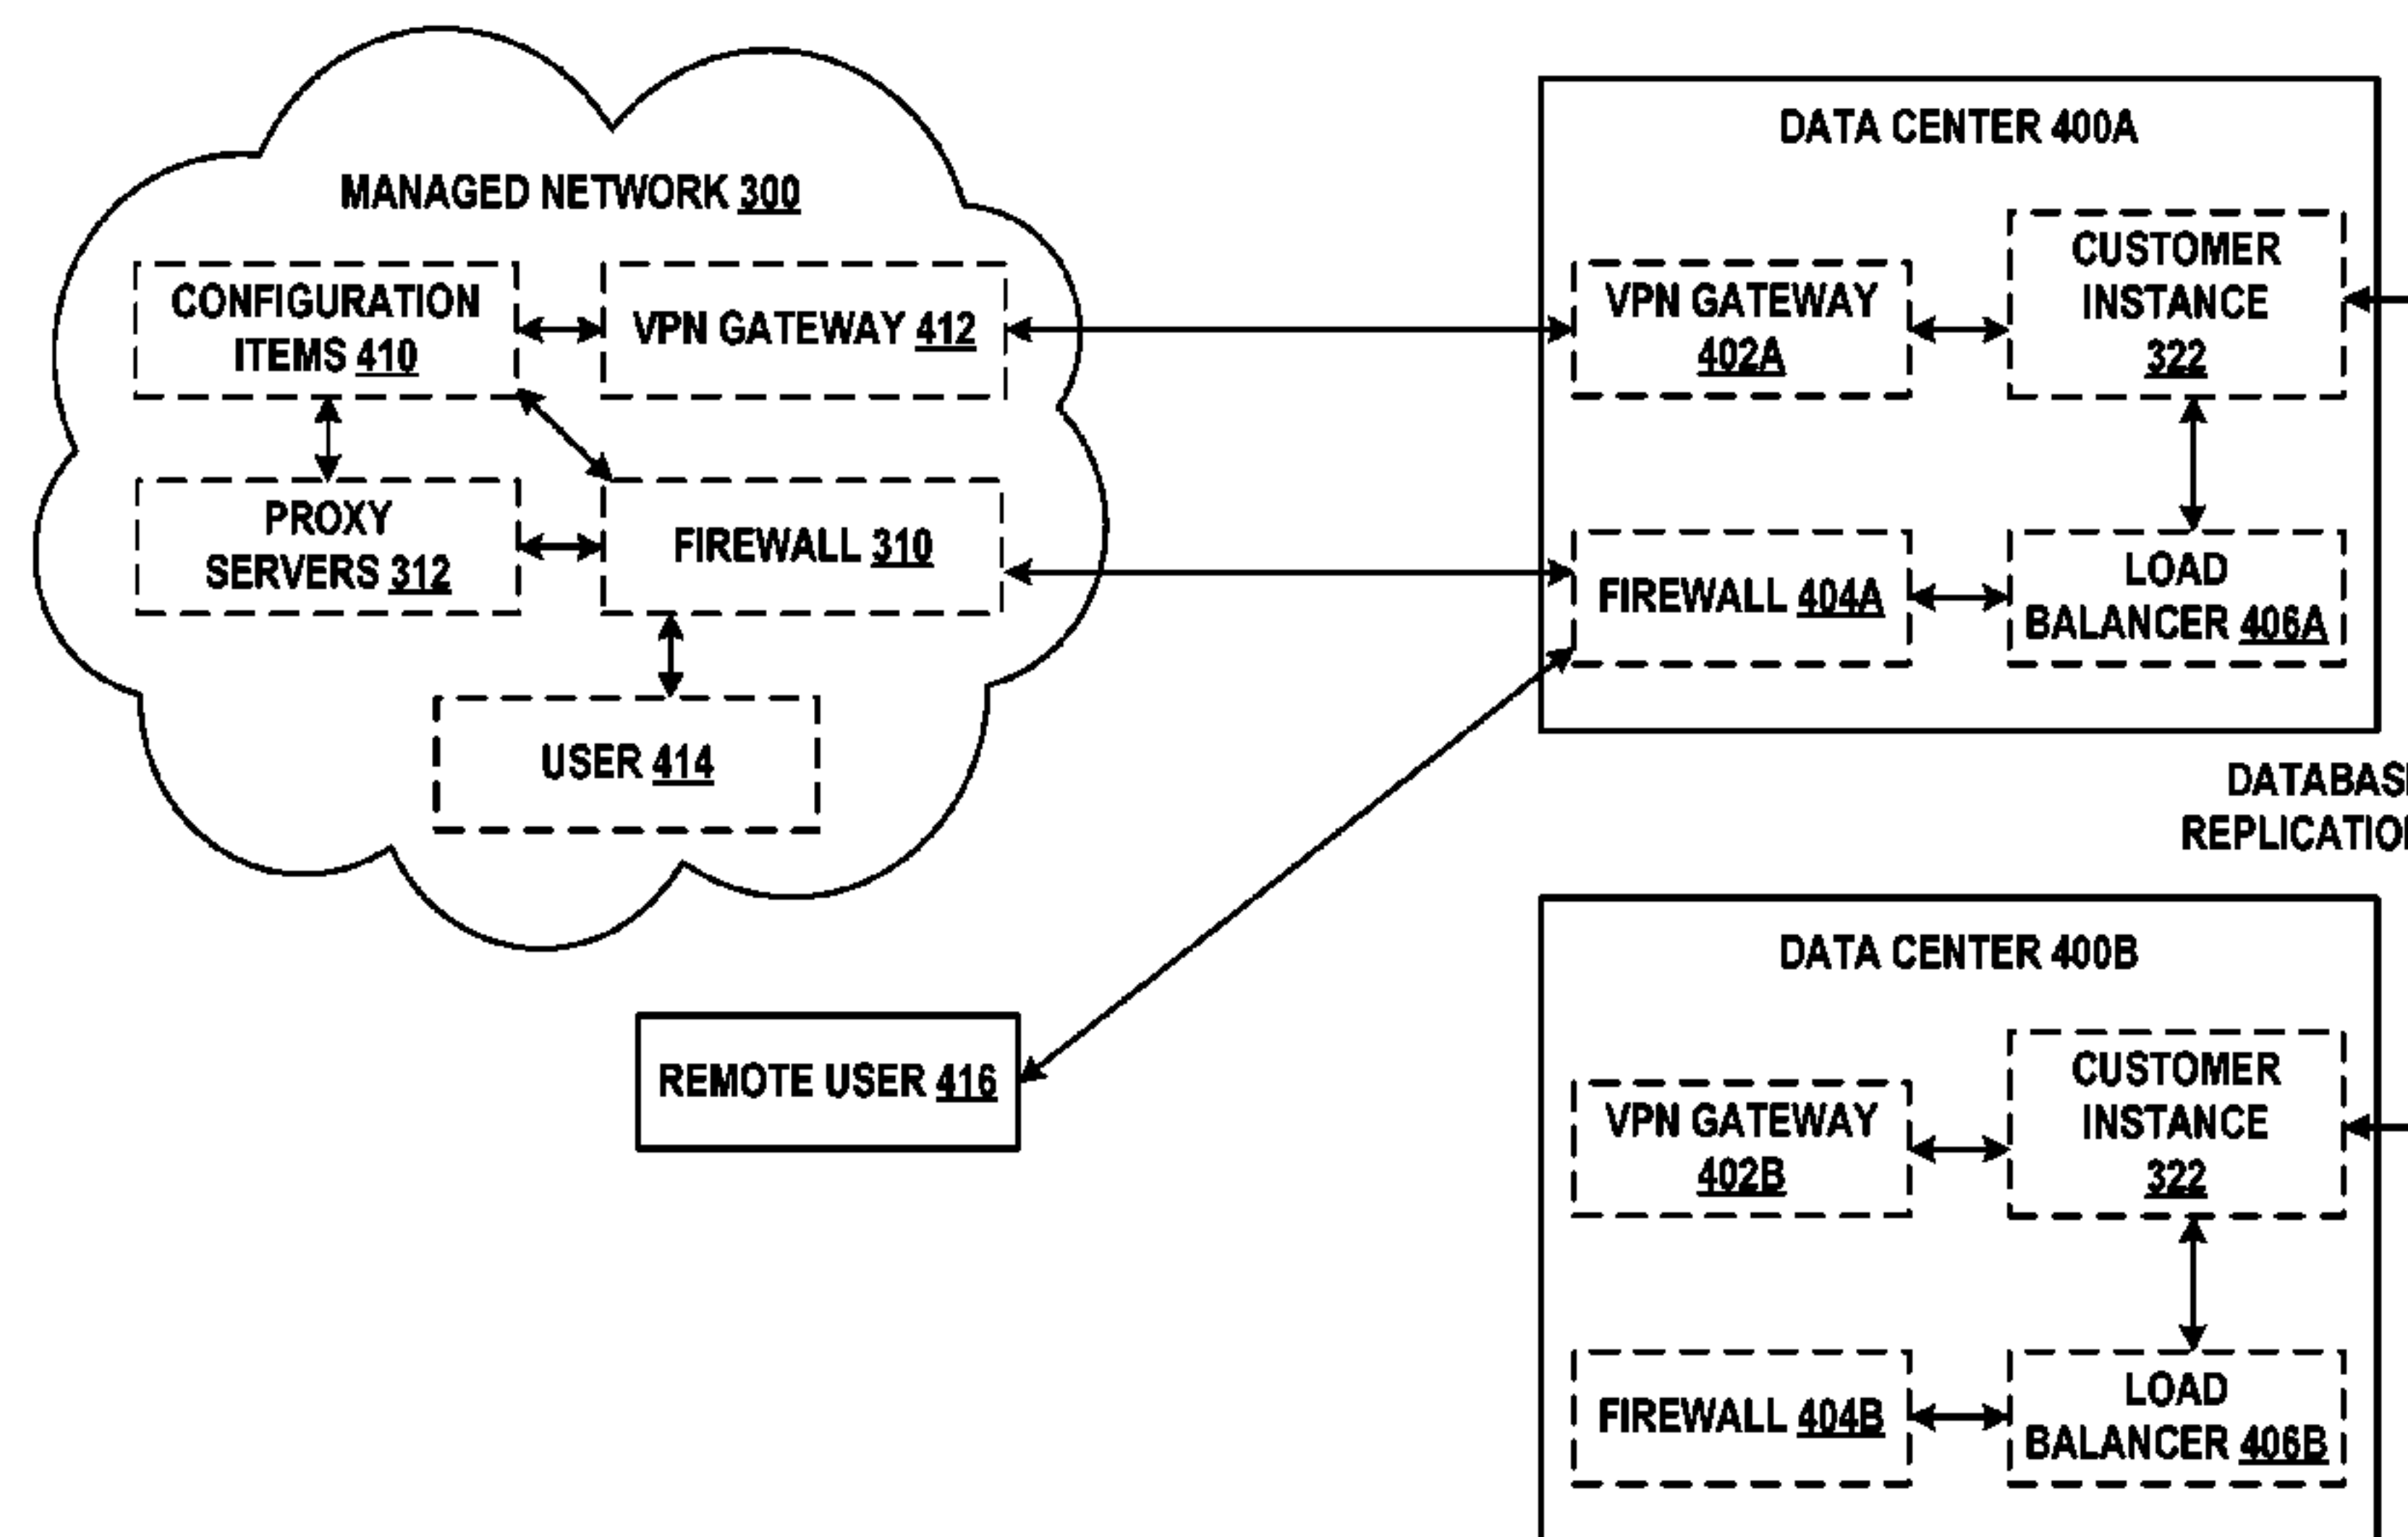 MANAGED NETWORK 300
CONFIGURATION
ITEMS 410
VPN GATEWAY 412
PROXY
SERVERS 312
FIREWALL 310
USER 414
REMOTE USER 416
DATA CENTER 400A
VPN GATEWAY
402A
CUSTOMER
INSTANCE
322
FIREWALL 404A
LOAD
BALANCER 406A
DATABAS
REPLICATIO
DATA CENTER 400B
VPN GATEWAY
402B
CUSTOMER
INSTANCE
322
FIREWALL 404B
LOAD
BALANCER 406B